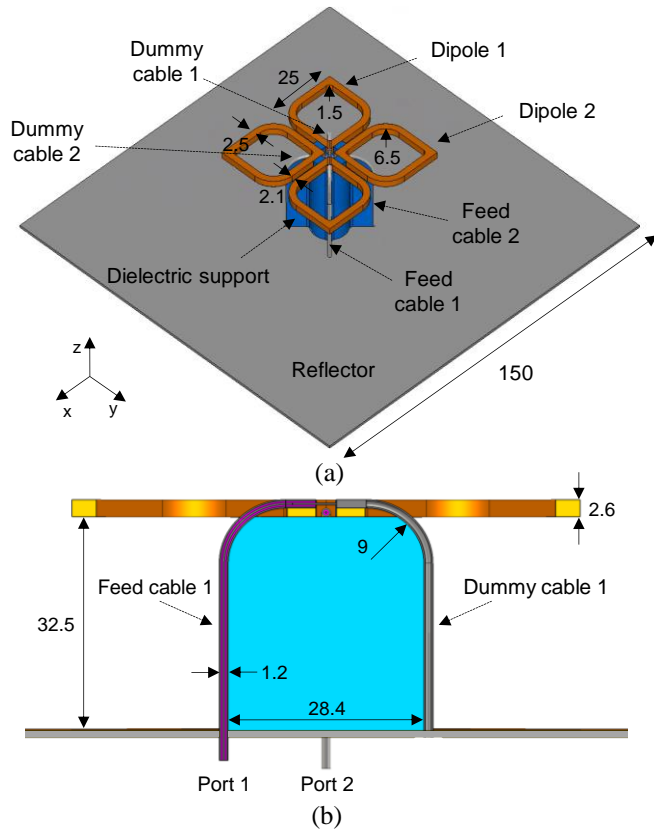 Dummy
cable 1
Dipole 1
25
1.5
Dipole 2
Dummy
cable 2
2.5
6.5
2.1
Feed
cable 2
Dielectric support
Feed
cable 1
z
x
y
Reflector
150
(a)
2.6
9
Feed cable 1
Dummy cable 1
32.5
1.2
28.4
Port 1
Port 2
(b)